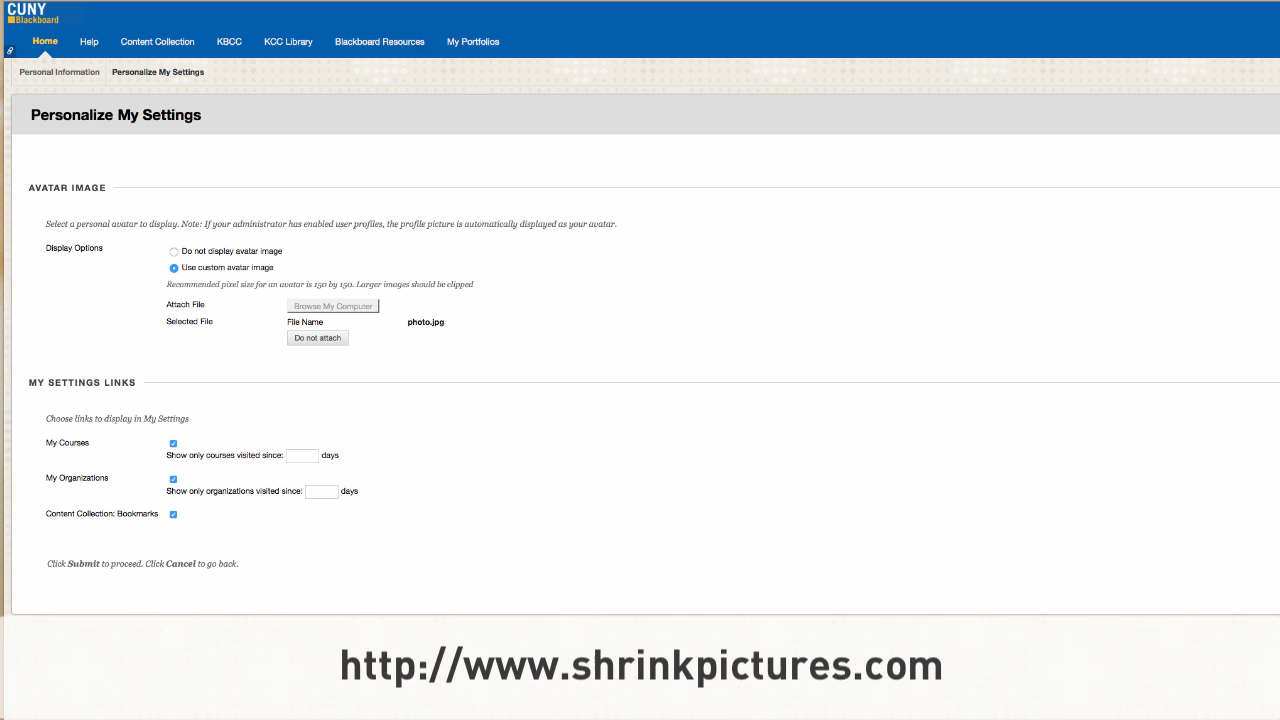 CUNY
Blackboard
Home Help Content Collection KBCC KCC Library Blackboard Resources My Portfolios
Personal Information Personalize My Settings
Personalize My Settings
AVATAR IMAGE
Select a personal avatar to display. Note: If your administrator has enabled user profiles, the profile picture is automatically displayed as your avatar.
Display Options
Do not display avatar image
Use custom avatar image
Recommended pixel size for an avatar is 150 by 150. Larger images should be clipped
Attach File Browse My Computer
Selected File File Name photo.jpg
Do not attach
MY SETTINGS LINKS
Choose links to display in My Settings
My Courses
Show only courses visited since: days
My Organizations
Show only organizations visited since: days
Content Collection: Bookmarks
Click Submit to proceed. Click Cancel to go back.
http://www.shrinkpictures.com